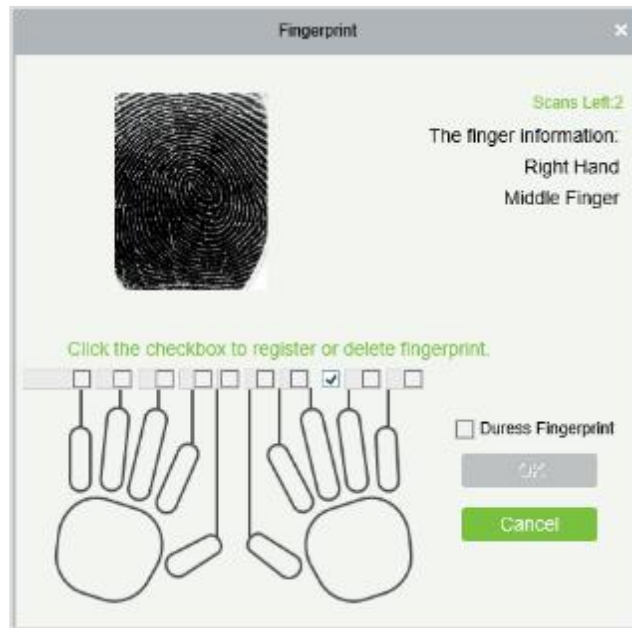 Fingerprint
Scans Left:2
The finger information:
Right Hand
Middle Finger
Click the checkbox to register or delete fingerprint.
Duress Fingerprint
OK
Cancel